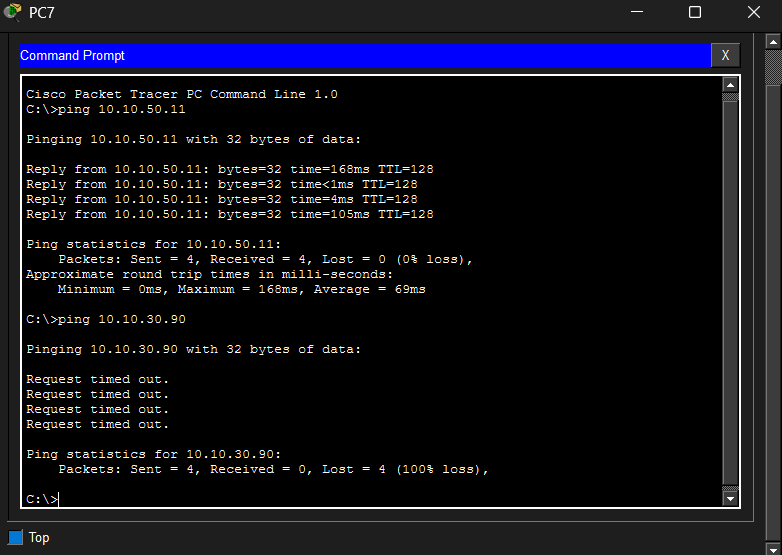 PC7
Command Prompt
X
Cisco Packet Tracer PC Command Line 1.0
C:\>ping 10.10.50.11
Pinging 10.10.50.11 with 32 bytes of data:
Reply from 10.10.50.11: bytes=32 time=168ms TTL=128
Reply from 10.10.50.11: bytes=32 time<1ms TTL=128
Reply from 10.10.50.11: bytes=32 time=4ms TTL=128
Reply from 10.10.50.11: bytes=32 time=105ms TTL=128
Ping statistics for 10.10.50.11:
    Packets: Sent = 4, Received = 4, Lost = 0 (0% loss),
Approximate round trip times in milli-seconds:
    Minimum = 0ms, Maximum = 168ms, Average = 69ms
C:\>ping 10.10.30.90
Pinging 10.10.30.90 with 32 bytes of data:
Request timed out.
Request timed out.
Request timed out.
Request timed out.
Ping statistics for 10.10.30.90:
    Packets: Sent = 4, Received = 0, Lost = 4 (100% loss),
C:\>
Top